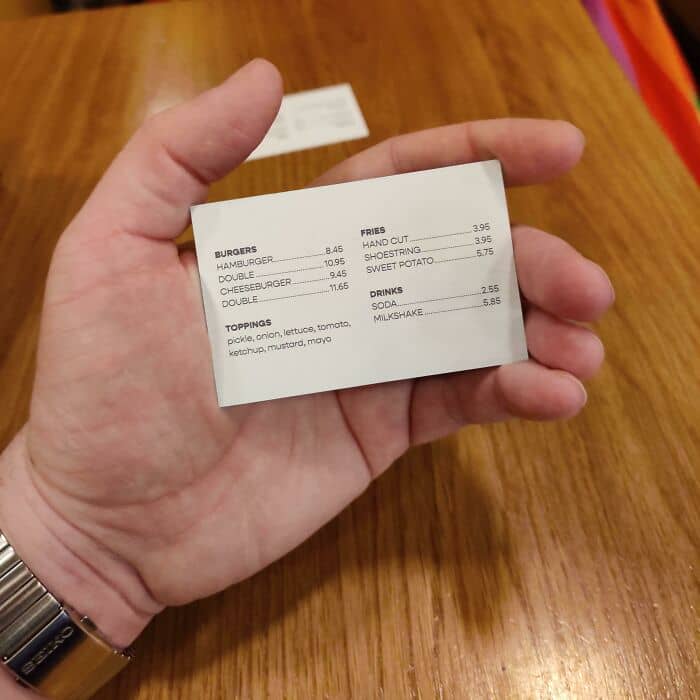 BURGERS
HAMBURGER 8.45
DOUBLE 10.95
CHEESEBURGER 9.45
DOUBLE 11.65
TOPPINGS
pickle, onion, lettuce, tomato,
ketchup, mustard, mayo
FRIES
HAND CUT 3.95
SHOESTRING 3.95
SWEET POTATO 5.75
DRINKS
SODA 2.55
MILKSHAKE 5.85
SEIKO